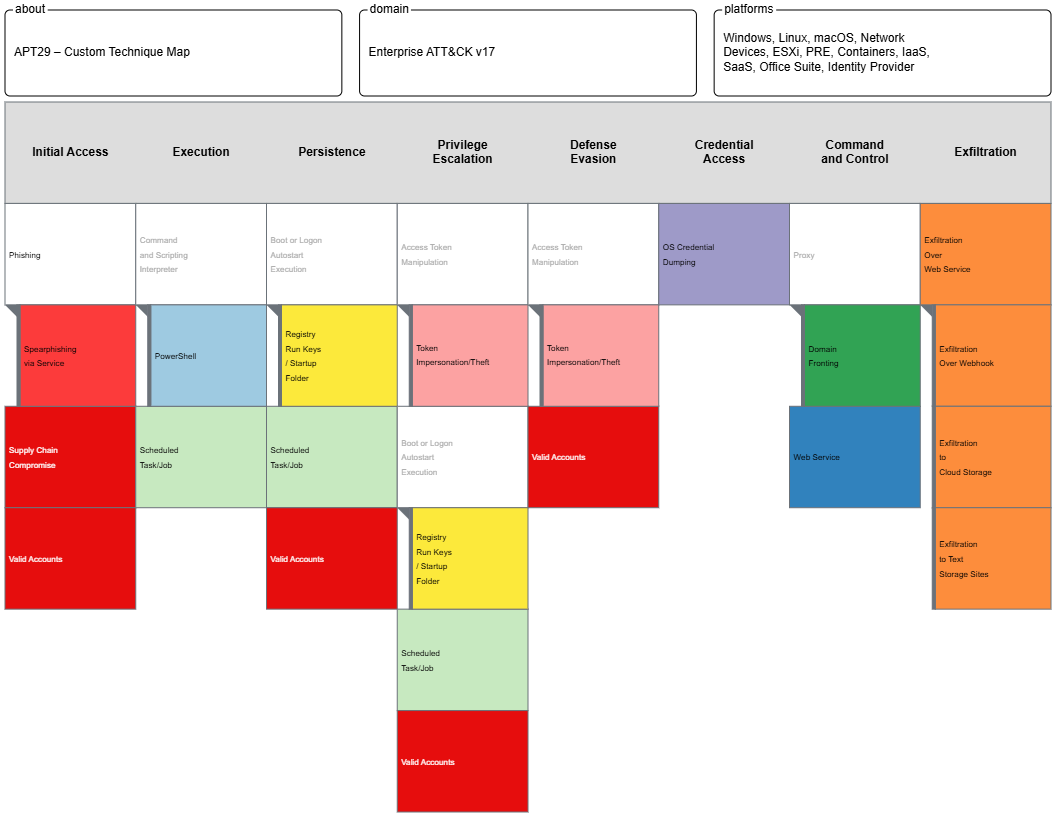 about
APT29 – Custom Technique Map
domain
Enterprise ATT&CK v17
platforms
Windows, Linux, macOS, Network
Devices, ESXi, PRE, Containers, IaaS,
SaaS, Office Suite, Identity Provider
Initial Access
Execution
Persistence
Privilege
Escalation
Defense
Evasion
Credential
Access
Command
and Control
Exfiltration
Phishing
Command
and Scripting
Interpreter
Boot or Logon
Autostart
Execution
Access Token
Manipulation
Access Token
Manipulation
OS Credential
Dumping
Proxy
Exfiltration
Over
Web Service
Spearphishing
via Service
PowerShell
Registry
Run Keys
/ Startup
Folder
Token
Impersonation/Theft
Token
Impersonation/Theft
Domain
Fronting
Exfiltration
Over Webhook
Supply Chain
Compromise
Scheduled
Task/Job
Scheduled
Task/Job
Boot or Logon
Autostart
Execution
Valid Accounts
Web Service
Exfiltration
to
Cloud Storage
Valid Accounts
Valid Accounts
Registry
Run Keys
/ Startup
Folder
Exfiltration
to Text
Storage Sites
Scheduled
Task/Job
Valid Accounts